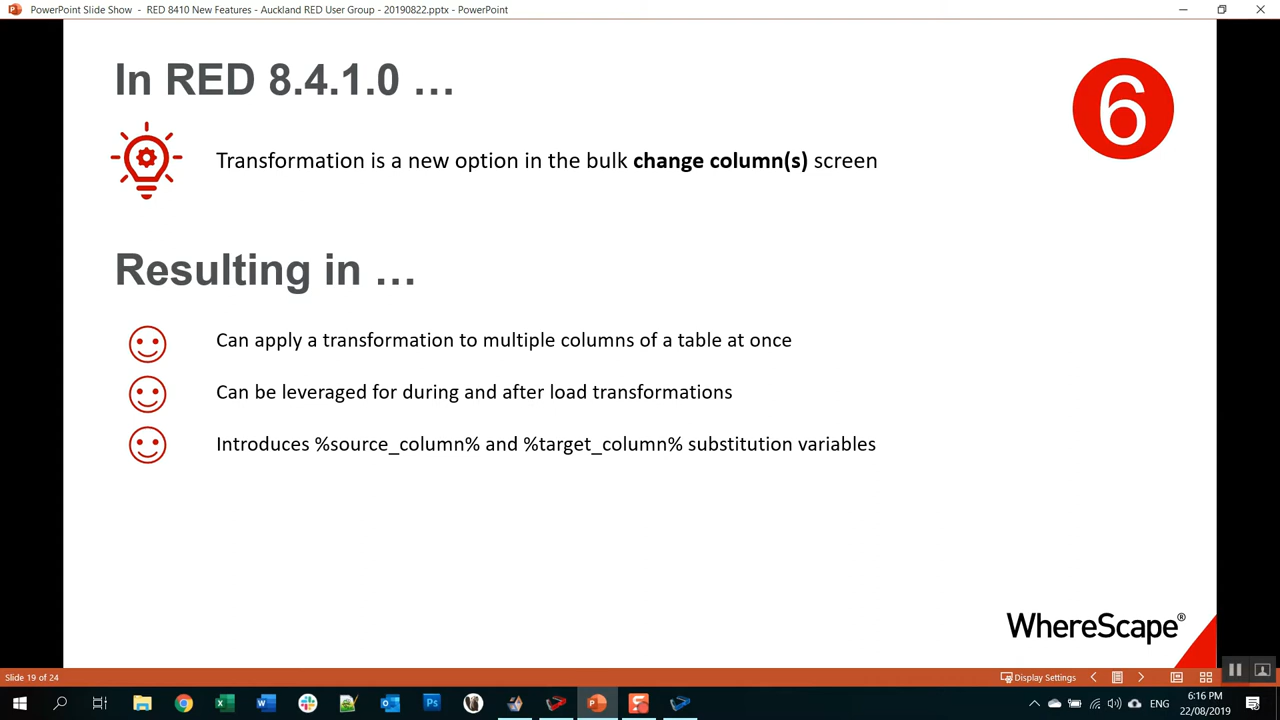 PowerPoint Slide Show - RED 8410 New Features - Auckland RED User Group - 20190822.pptx - PowerPoint
In RED 8.4.1.0 …
6
Transformation is a new option in the bulk change column(s) screen
Resulting in …
Can apply a transformation to multiple columns of a table at once
Can be leveraged for during and after load transformations
Introduces %source_column% and %target_column% substitution variables
WhereScape®
Slide 19 of 24
Display Settings
6:16 PM
ENG
22/08/2019